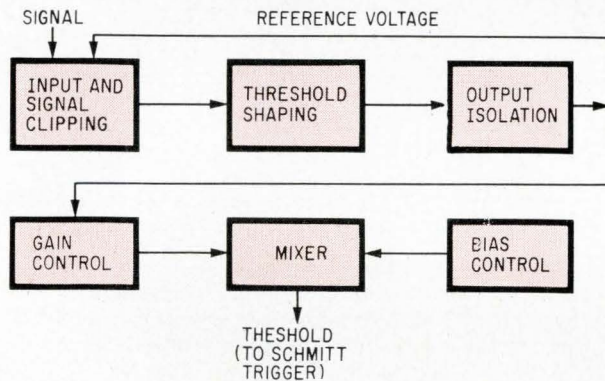 SIGNAL
REFERENCE VOLTAGE
INPUT AND
SIGNAL
CLIPPING
THRESHOLD
SHAPING
OUTPUT
ISOLATION
GAIN
CONTROL
MIXER
BIAS
CONTROL
THESHOLD
(TO SCHMITT
TRIGGER)